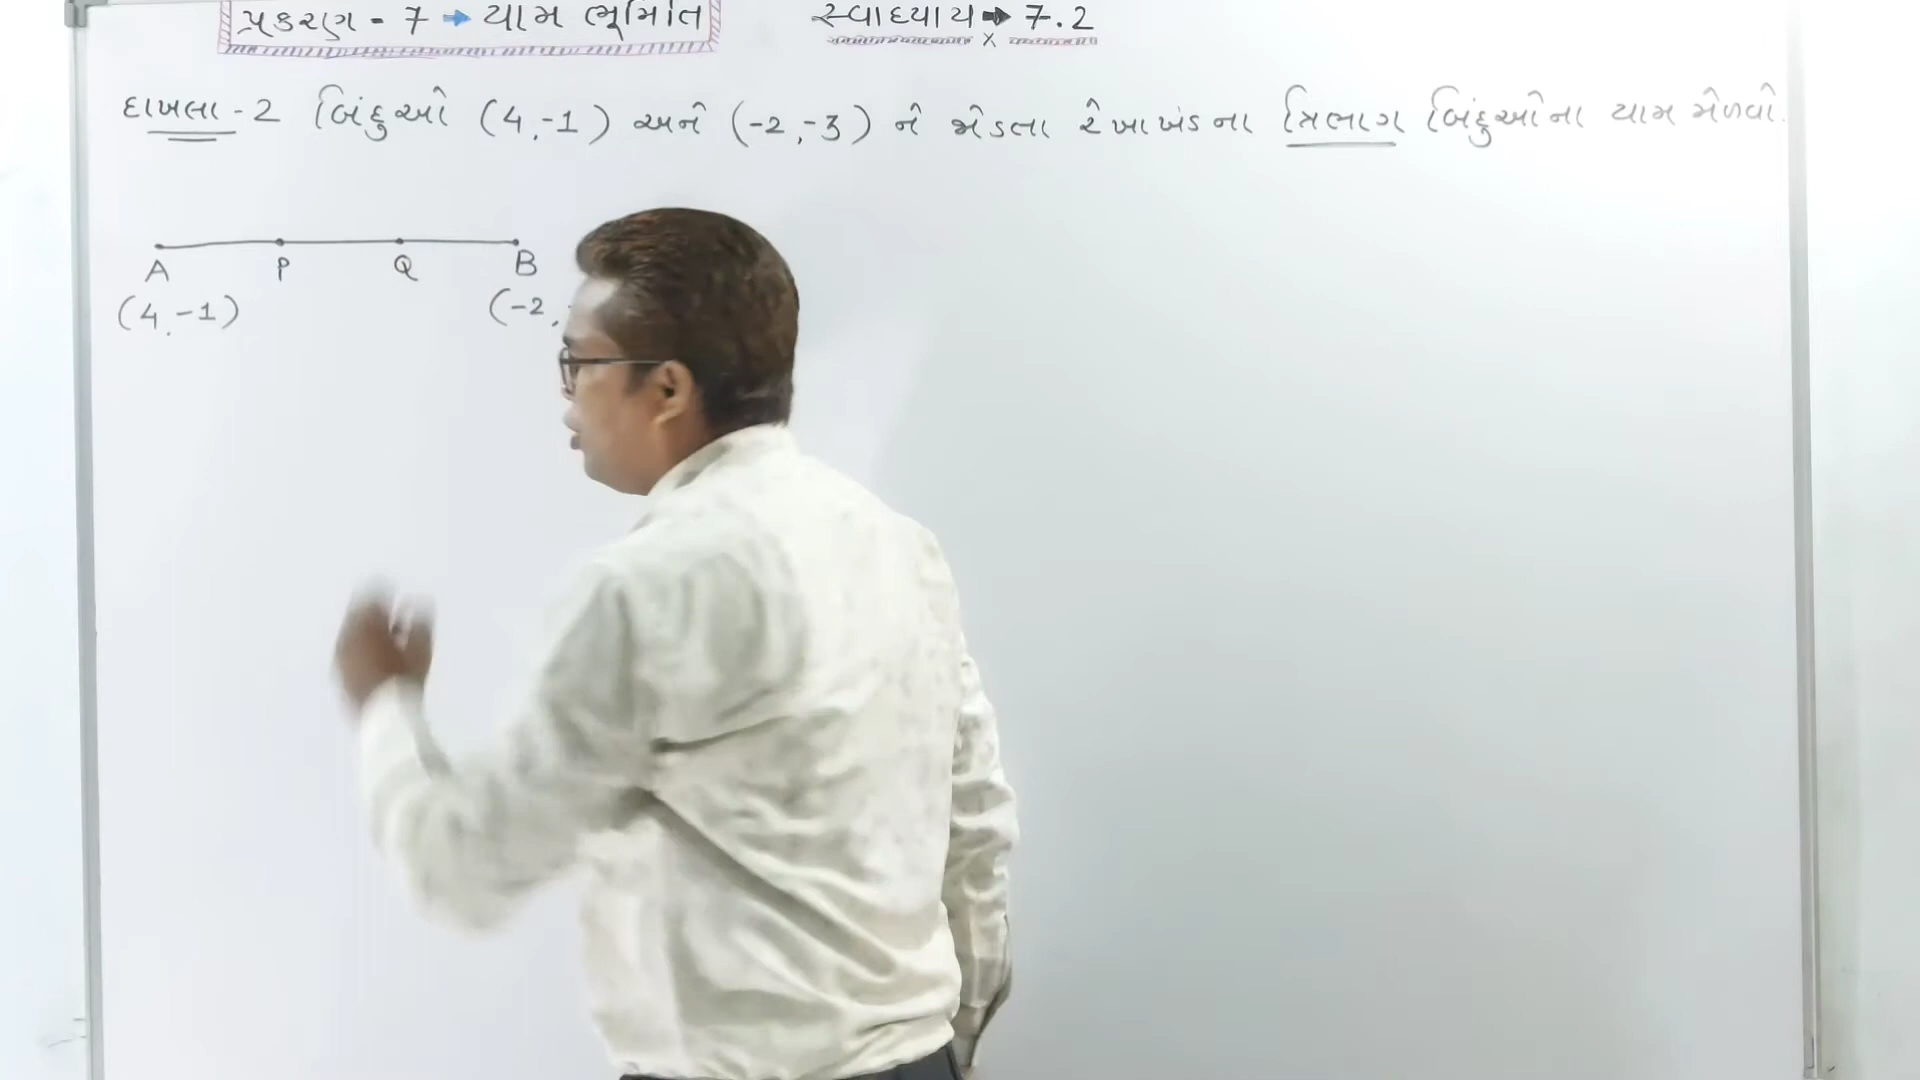 પ્રકરણ - 7 → યામ ભૂમિતિ
સ્વાધ્યાય → 7.2
x
દાખલા - 2 બિંદુઓ (4,-1) અને (-2,-3) ને જોડતા રેખાખંડના ત્રિભાગ બિંદુઓના યામ મેળવો.
A P Q B
(4,-1) (-2,